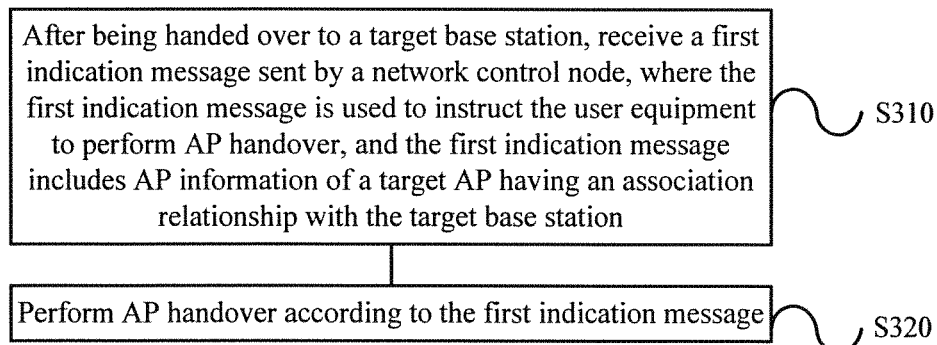 After being handed over to a target base station, receive a first
indication message sent by a network control node, where the
first indication message is used to instruct the user equipment
to perform AP handover, and the first indication message
includes AP information of a target AP having an association
relationship with the target base station
S310
Perform AP handover according to the first indication message
S320